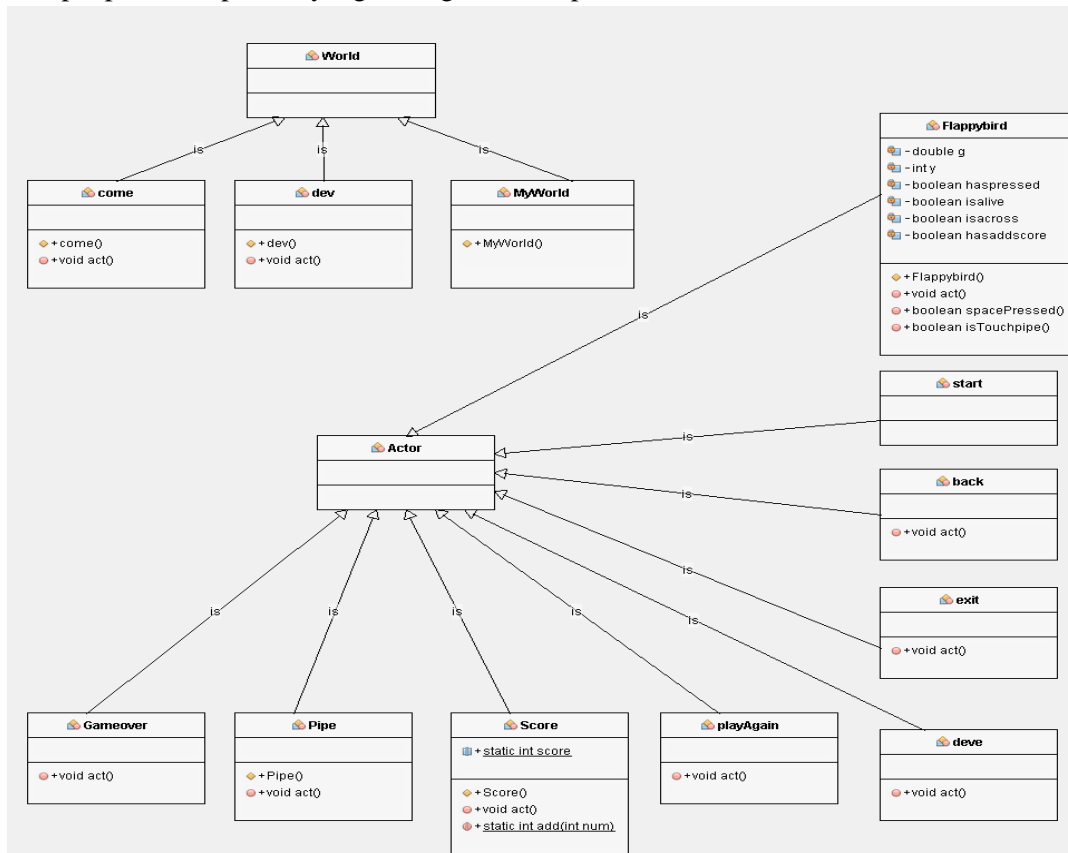 World
is
is
is
come
+come()
+void act()
dev
+dev()
+void act()
MyWorld
+MyWorld()
Flappybird
-double g
-int y
-boolean haspressed
-boolean isalive
-boolean isacross
-boolean hasaddscore
+Flappybird()
+void act()
+boolean spacePressed()
+boolean isTouchpipe()
is
start
is
Actor
back
is
+void act()
exit
is
+void act()
is
is
is
is
is
Gameover
+void act()
Pipe
+Pipe()
+void act()
Score
+static int score
+Score()
+void act()
+static int add(int num)
playAgain
+void act()
deve
+void act()